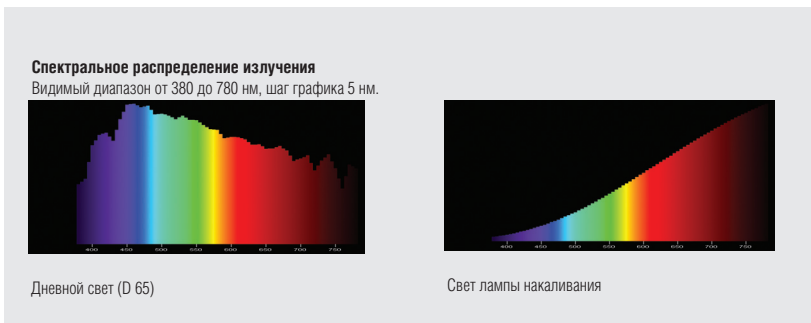 Спектральное распределение излучения
Видимый диапазон от 380 до 780 нм, шаг графика 5 нм.
400 450 500 550 600 650 700 750
400 450 500 550 600 650 700 750
Дневной свет (D 65)
Свет лампы накаливания